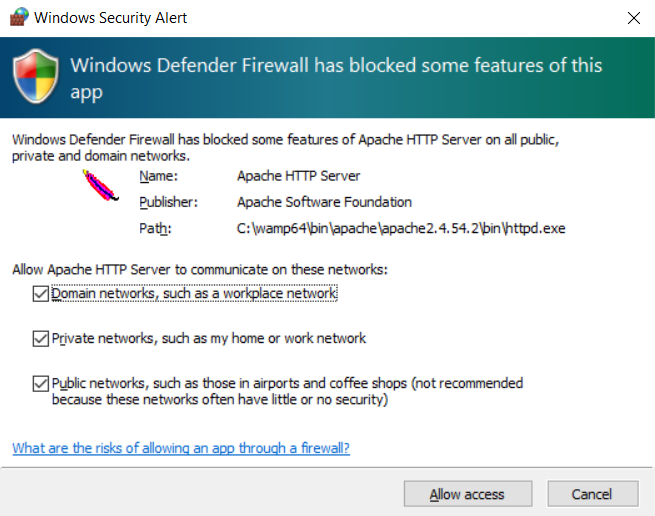 Windows Security Alert
Windows Defender Firewall has blocked some features of this
app
Windows Defender Firewall has blocked some features of Apache HTTP Server on all public,
private and domain networks.
Name: Apache HTTP Server
Publisher: Apache Software Foundation
Path: C:\wamp64\bin\apache\apache2.4.54.2\bin\httpd.exe
Allow Apache HTTP Server to communicate on these networks:
Domain networks, such as a workplace network
Private networks, such as my home or work network
Public networks, such as those in airports and coffee shops (not recommended
because these networks often have little or no security)
What are the risks of allowing an app through a firewall?
Allow access Cancel